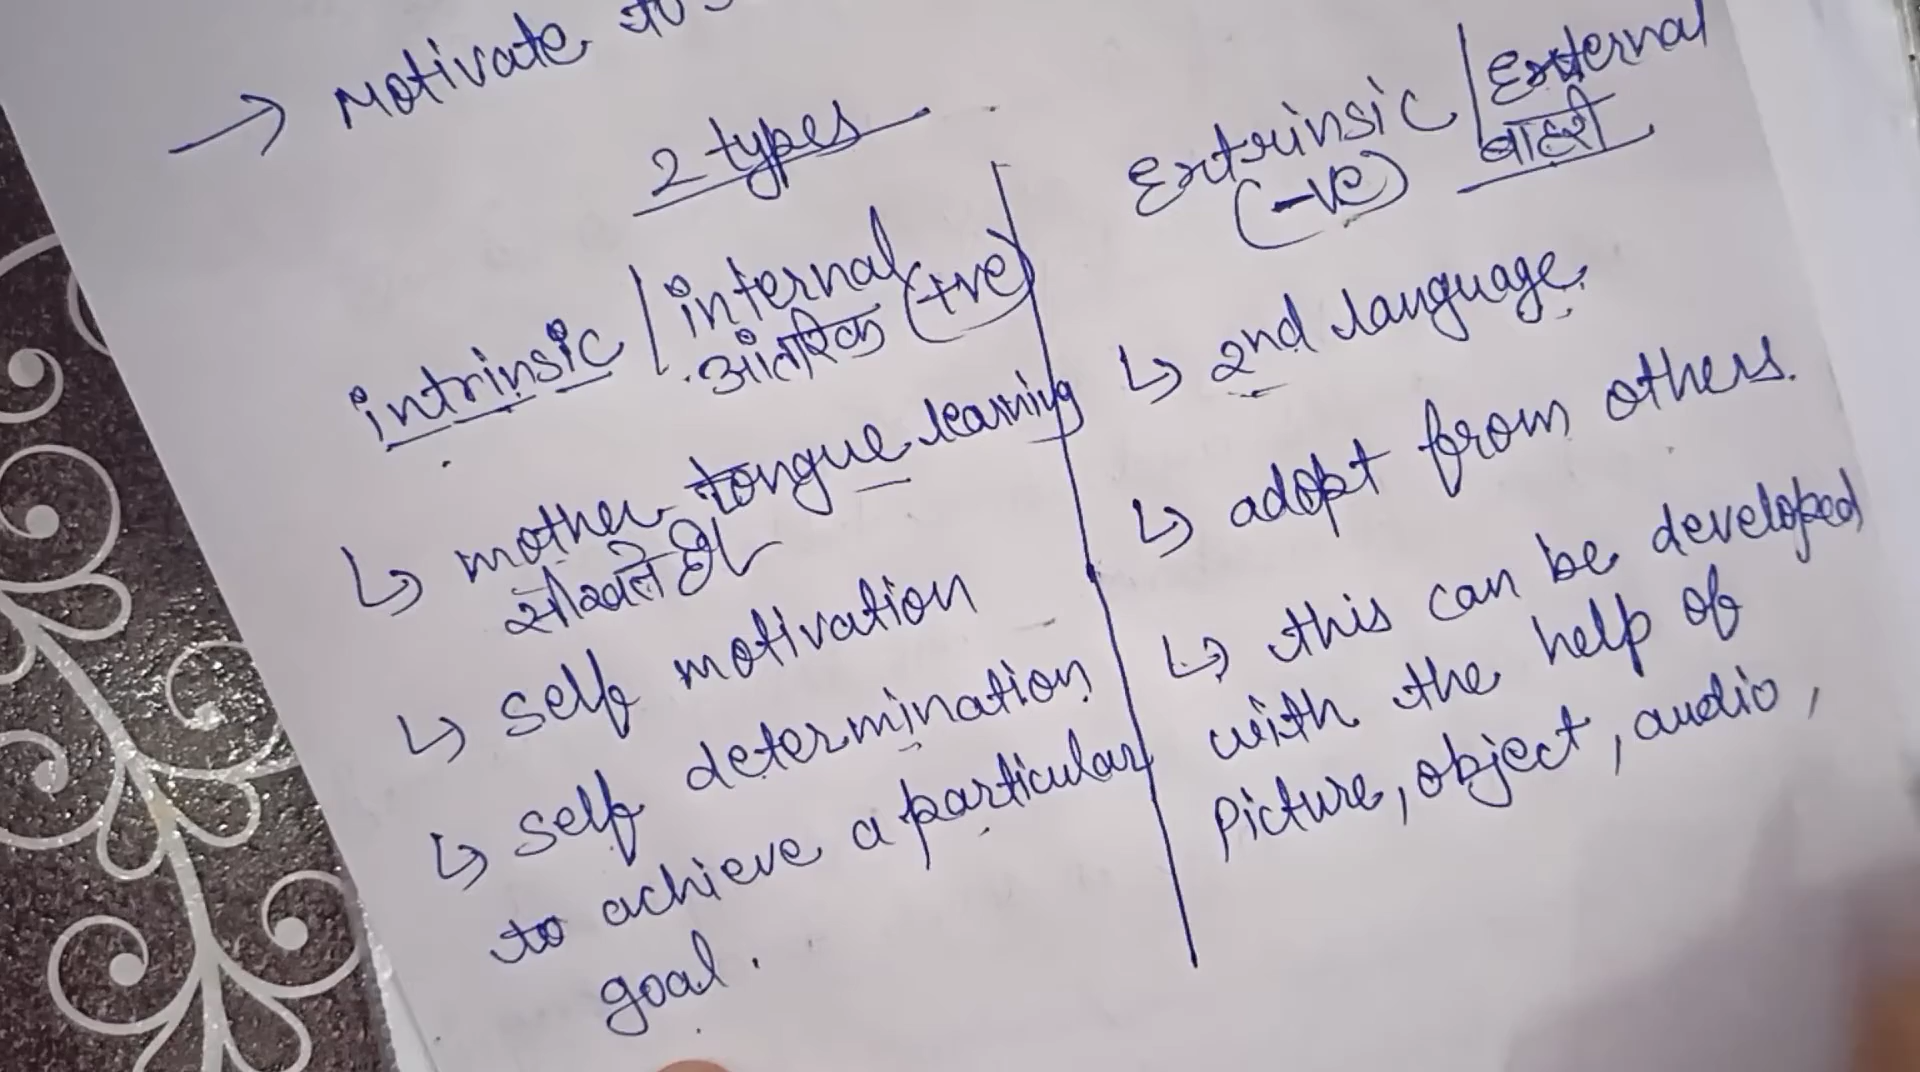 → Motivate
2 types
intrinsic / internal (+ve)
आंतरिक
↳ mother tongue learning
सीखते है
↳ self motivation
↳ self determination
to achieve a particular
goal.
Extrinsic / External
(-ve) बाहरी
↳ 2nd language
↳ adopt from others.
↳ this can be developed
with the help of
Picture, object, audio,